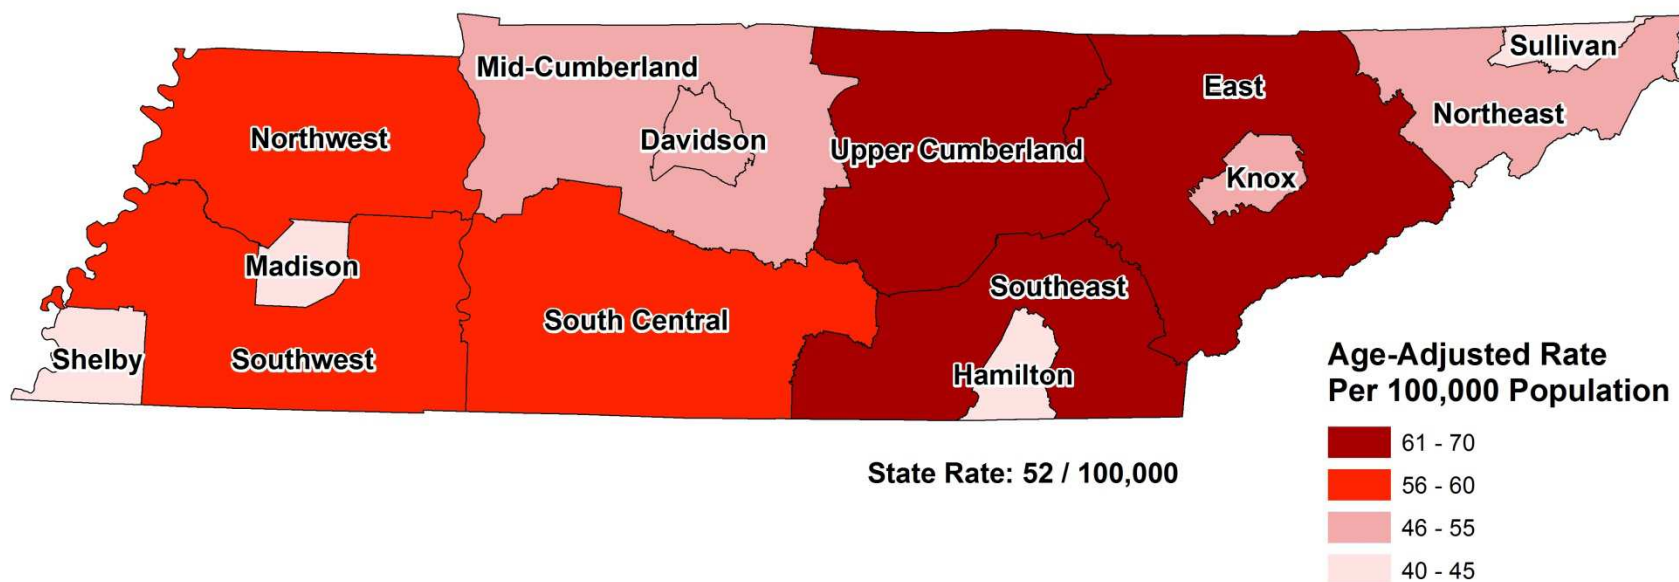 Sullivan
Mid-Cumberland
East
Northeast
Northwest
Davidson
Upper Cumberland
Knox
Madison
Southeast
South Central
Shelby
Southwest
Hamilton
Age-Adjusted Rate
Per 100,000 Population
61 - 70
State Rate: 52 / 100,000
56 - 60
46 - 55
40 - 45